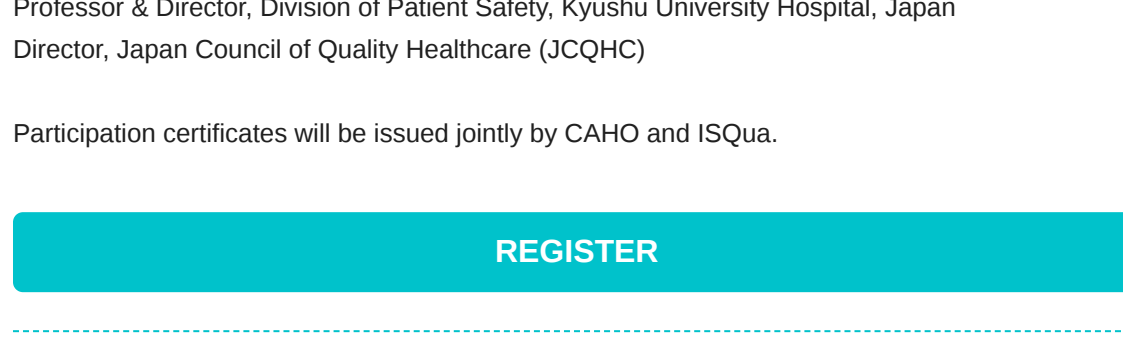 Professor & Director, Division of Patient Safety, Kyushu University Hospital, Japan
Director, Japan Council of Quality Healthcare (JCQHC)
Participation certificates will be issued jointly by CAHO and ISQua.
REGISTER